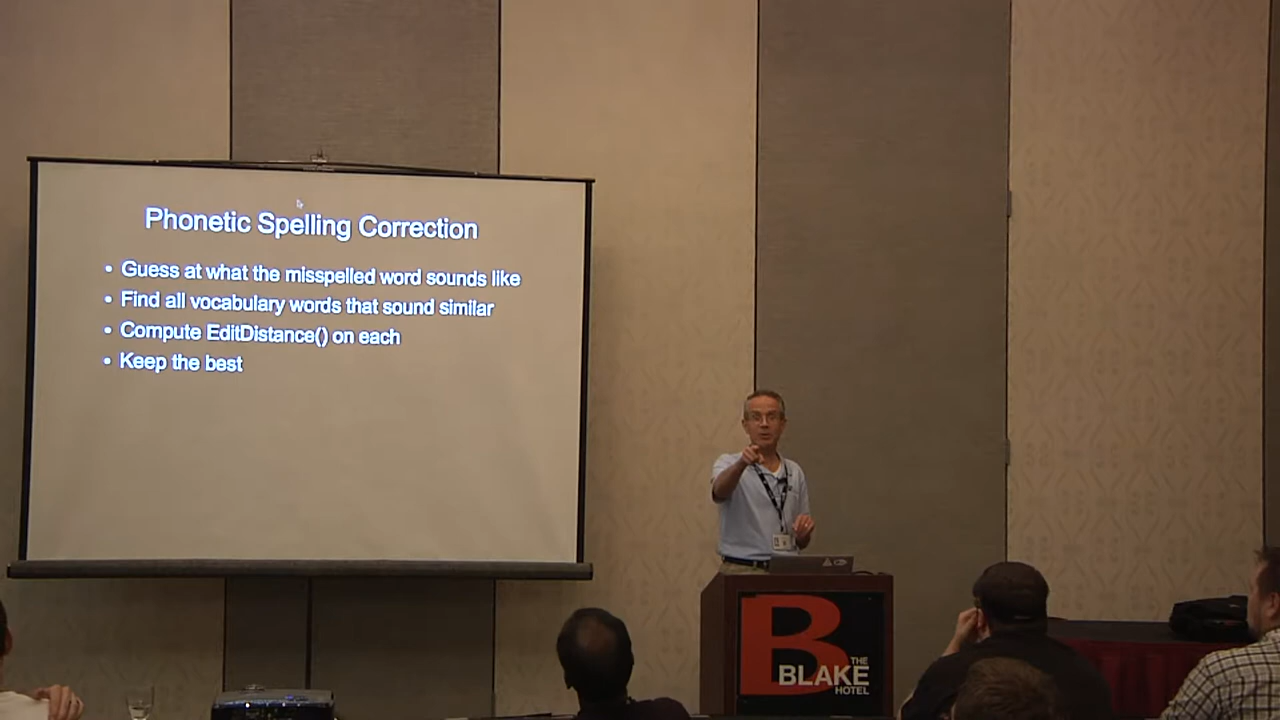 Phonetic Spelling Correction
• Guess at what the misspelled word sounds like
• Find all vocabulary words that sound similar
• Compute EditDistance() on each
• Keep the best
B
THE
BLAKE
HOTEL